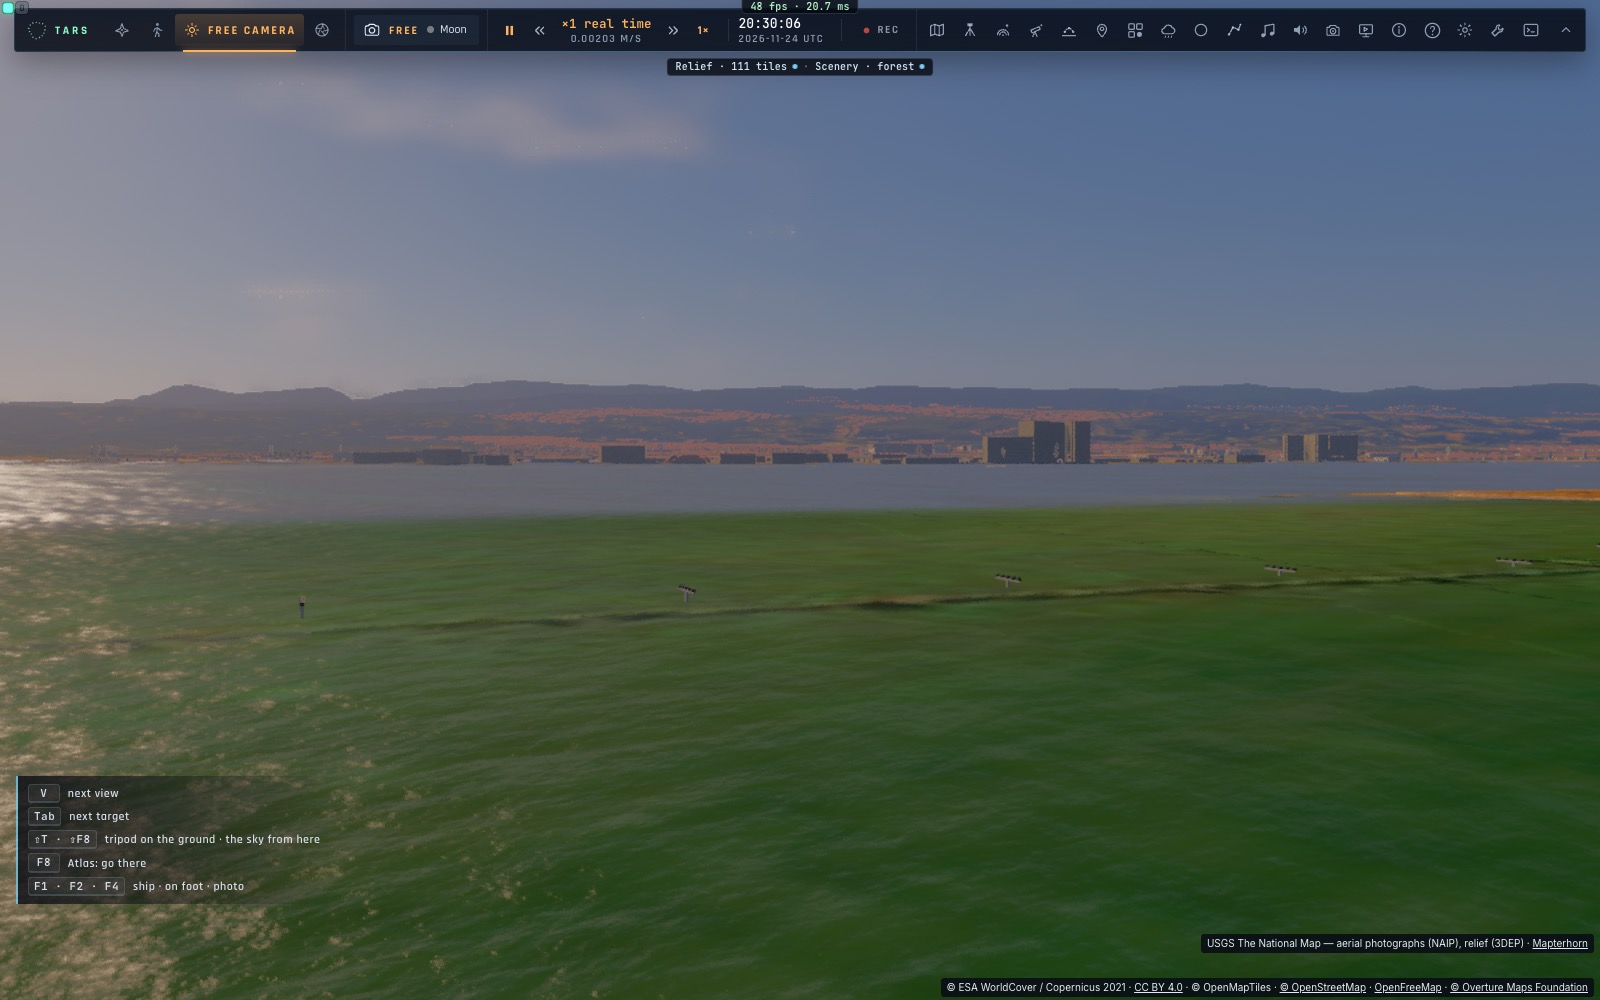 48 fps · 20.7 ms
TARS
FREE CAMERA
FREE Moon
×1 real time
0.00203 M/S
1×
20:30:06
2026-11-24 UTC
REC
Relief · 111 tiles · Scenery · forest
V next view
Tab next target
⇧T · ⇧F8 tripod on the ground · the sky from here
F8 Atlas: go there
F1 · F2 · F4 ship · on foot · photo
USGS The National Map — aerial photographs (NAIP), relief (3DEP) · Mapterhorn
© ESA WorldCover / Copernicus 2021 · CC BY 4.0 · © OpenMapTiles · © OpenStreetMap · OpenFreeMap · © Overture Maps Foundation